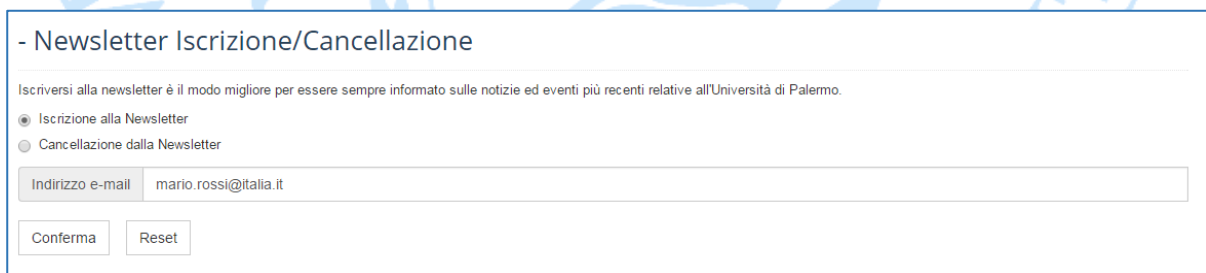 - Newsletter Iscrizione/Cancellazione
Iscriversi alla newsletter è il modo migliore per essere sempre informato sulle notizie ed eventi più recenti relative all'Università di Palermo.
Iscrizione alla Newsletter
Cancellazione dalla Newsletter
Indirizzo e-mail mario.rossi@italia.it
Conferma Reset